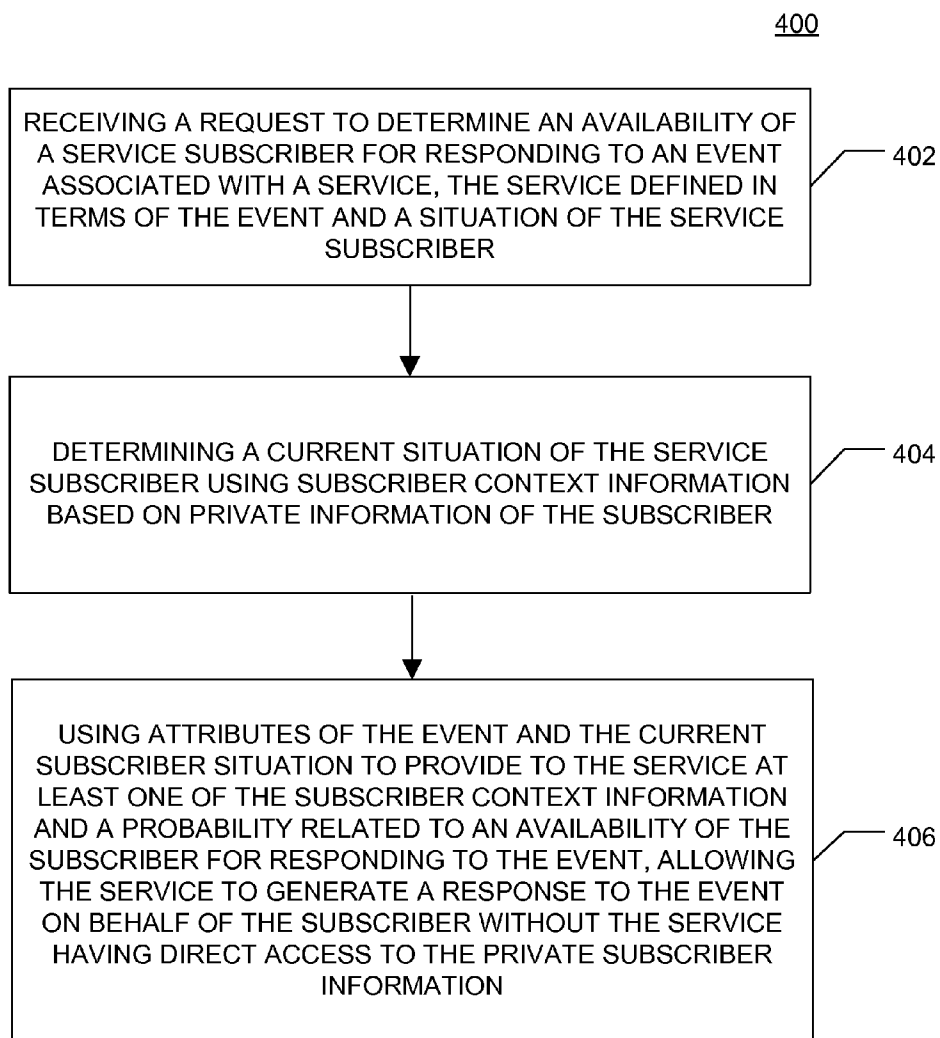 400
RECEIVING A REQUEST TO DETERMINE AN AVAILABILITY OF
A SERVICE SUBSCRIBER FOR RESPONDING TO AN EVENT
ASSOCIATED WITH A SERVICE, THE SERVICE DEFINED IN
TERMS OF THE EVENT AND A SITUATION OF THE SERVICE
SUBSCRIBER
402
DETERMINING A CURRENT SITUATION OF THE SERVICE
SUBSCRIBER USING SUBSCRIBER CONTEXT INFORMATION
BASED ON PRIVATE INFORMATION OF THE SUBSCRIBER
404
USING ATTRIBUTES OF THE EVENT AND THE CURRENT
SUBSCRIBER SITUATION TO PROVIDE TO THE SERVICE AT
LEAST ONE OF THE SUBSCRIBER CONTEXT INFORMATION
AND A PROBABILITY RELATED TO AN AVAILABILITY OF THE
SUBSCRIBER FOR RESPONDING TO THE EVENT, ALLOWING
THE SERVICE TO GENERATE A RESPONSE TO THE EVENT
ON BEHALF OF THE SUBSCRIBER WITHOUT THE SERVICE
HAVING DIRECT ACCESS TO THE PRIVATE SUBSCRIBER
INFORMATION
406